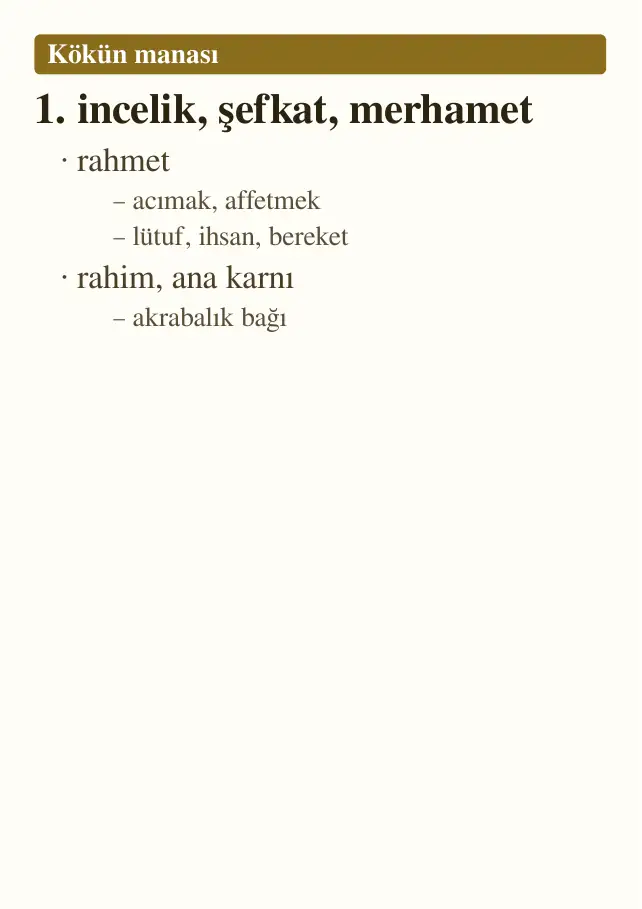 Kökün manası
1. incelik, şefkat, merhamet
· rahmet
– acımak, affetmek
– lütuf, ihsan, bereket
· rahim, ana karnı
– akrabalık bağı